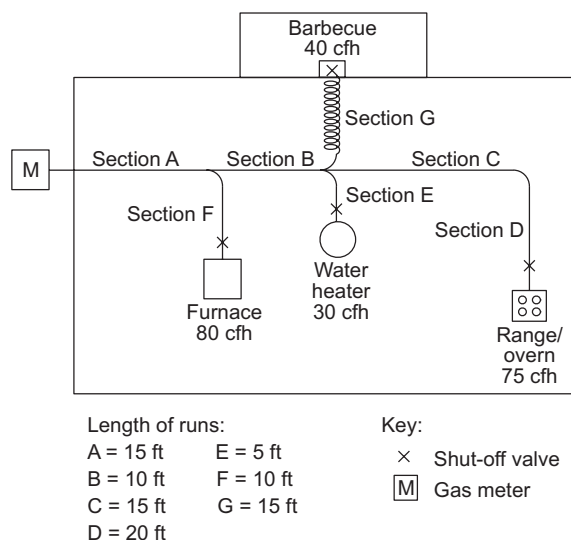 Barbecue
40 cfh
Section G
M
Section A
Section B
Section C
Section E
Section F
Section D
Water
heater
30 cfh
Furnace
80 cfh
Range/
overn
75 cfh
Length of runs:
A = 15 ft
E = 5 ft
B = 10 ft
F = 10 ft
C = 15 ft
G = 15 ft
D = 20 ft
Key:
Shut-off valve
M Gas meter